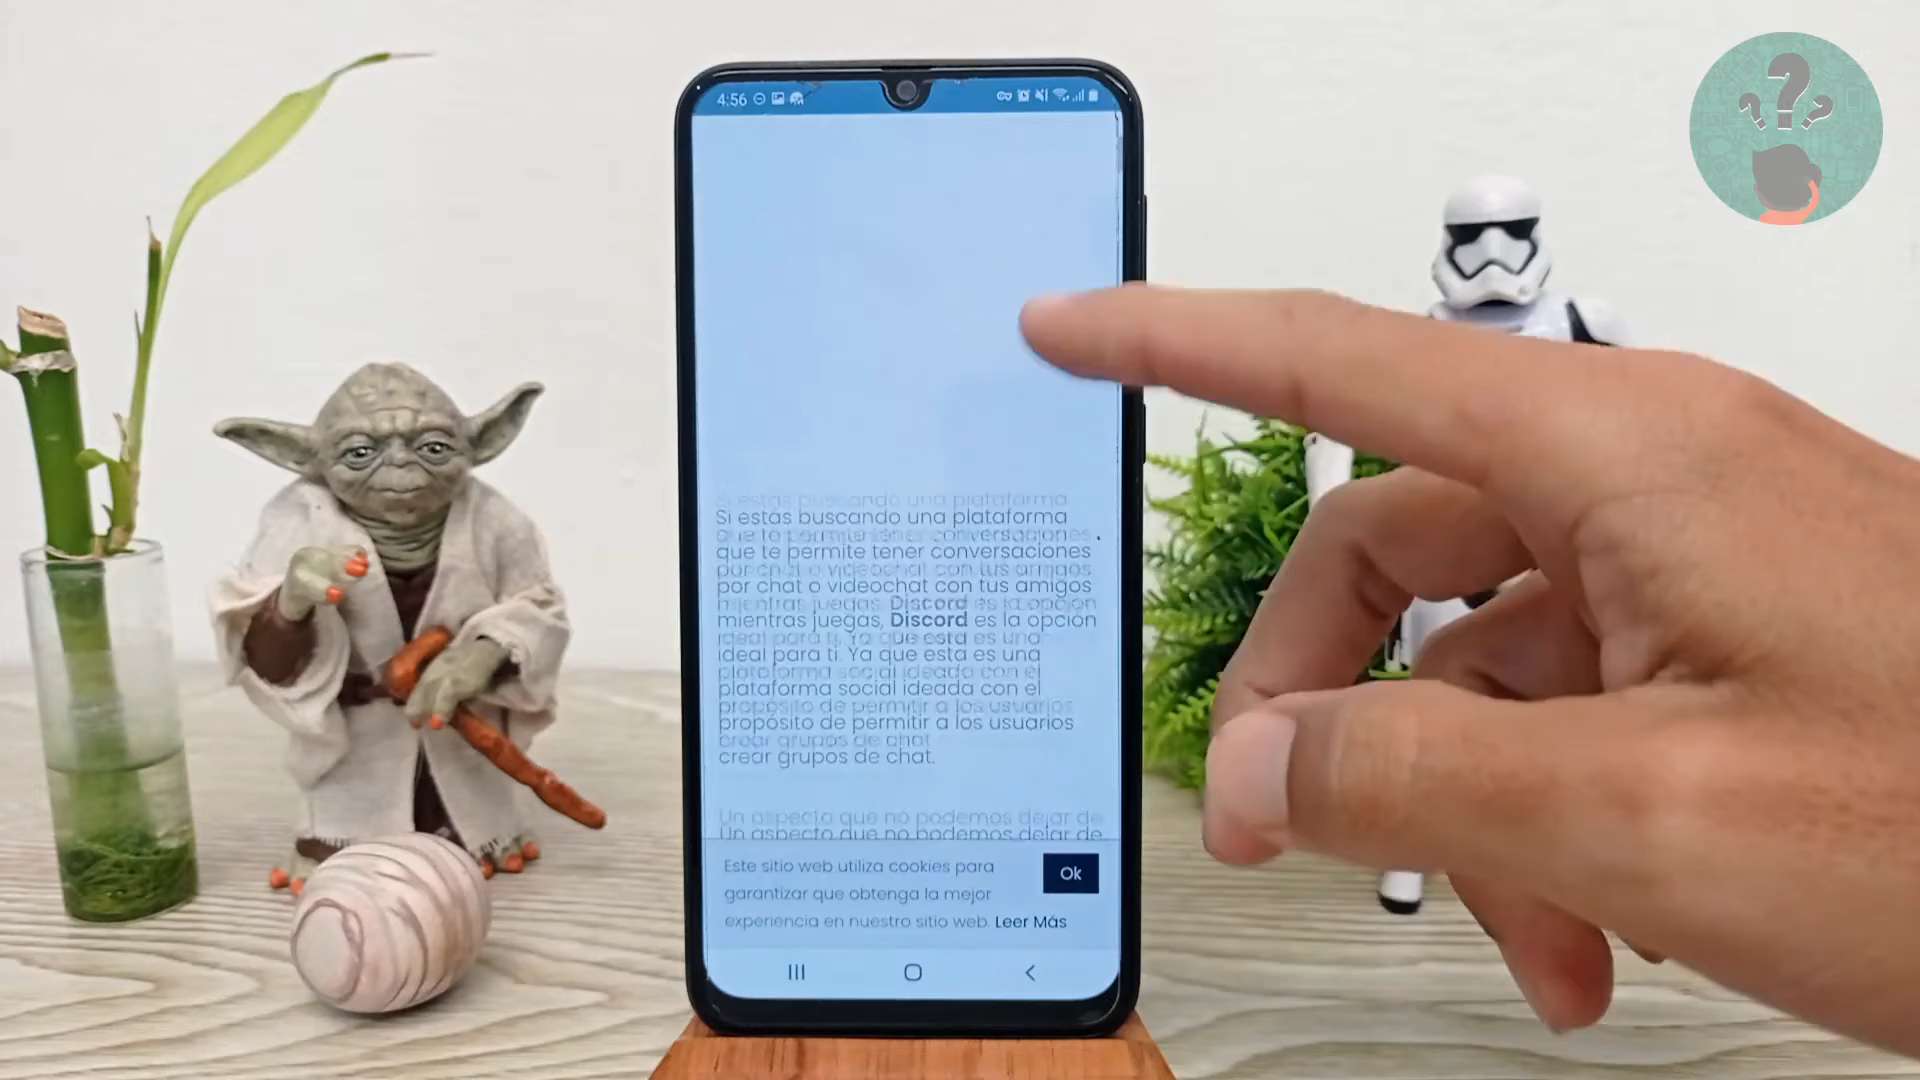 4:56
Si estás buscando una plataforma
que te permite tener conversaciones
por chat o videochat con tus amigos
mientras juegas, Discord es la opción
ideal para ti. Ya que esta es una
plataforma social ideada con el
propósito de permitir a los usuarios
crear grupos de chat.
Un aspecto que no podemos dejar de
Este sitio web utiliza cookies para
garantizar que obtenga la mejor
experiencia en nuestro sitio web. Leer Más
Ok